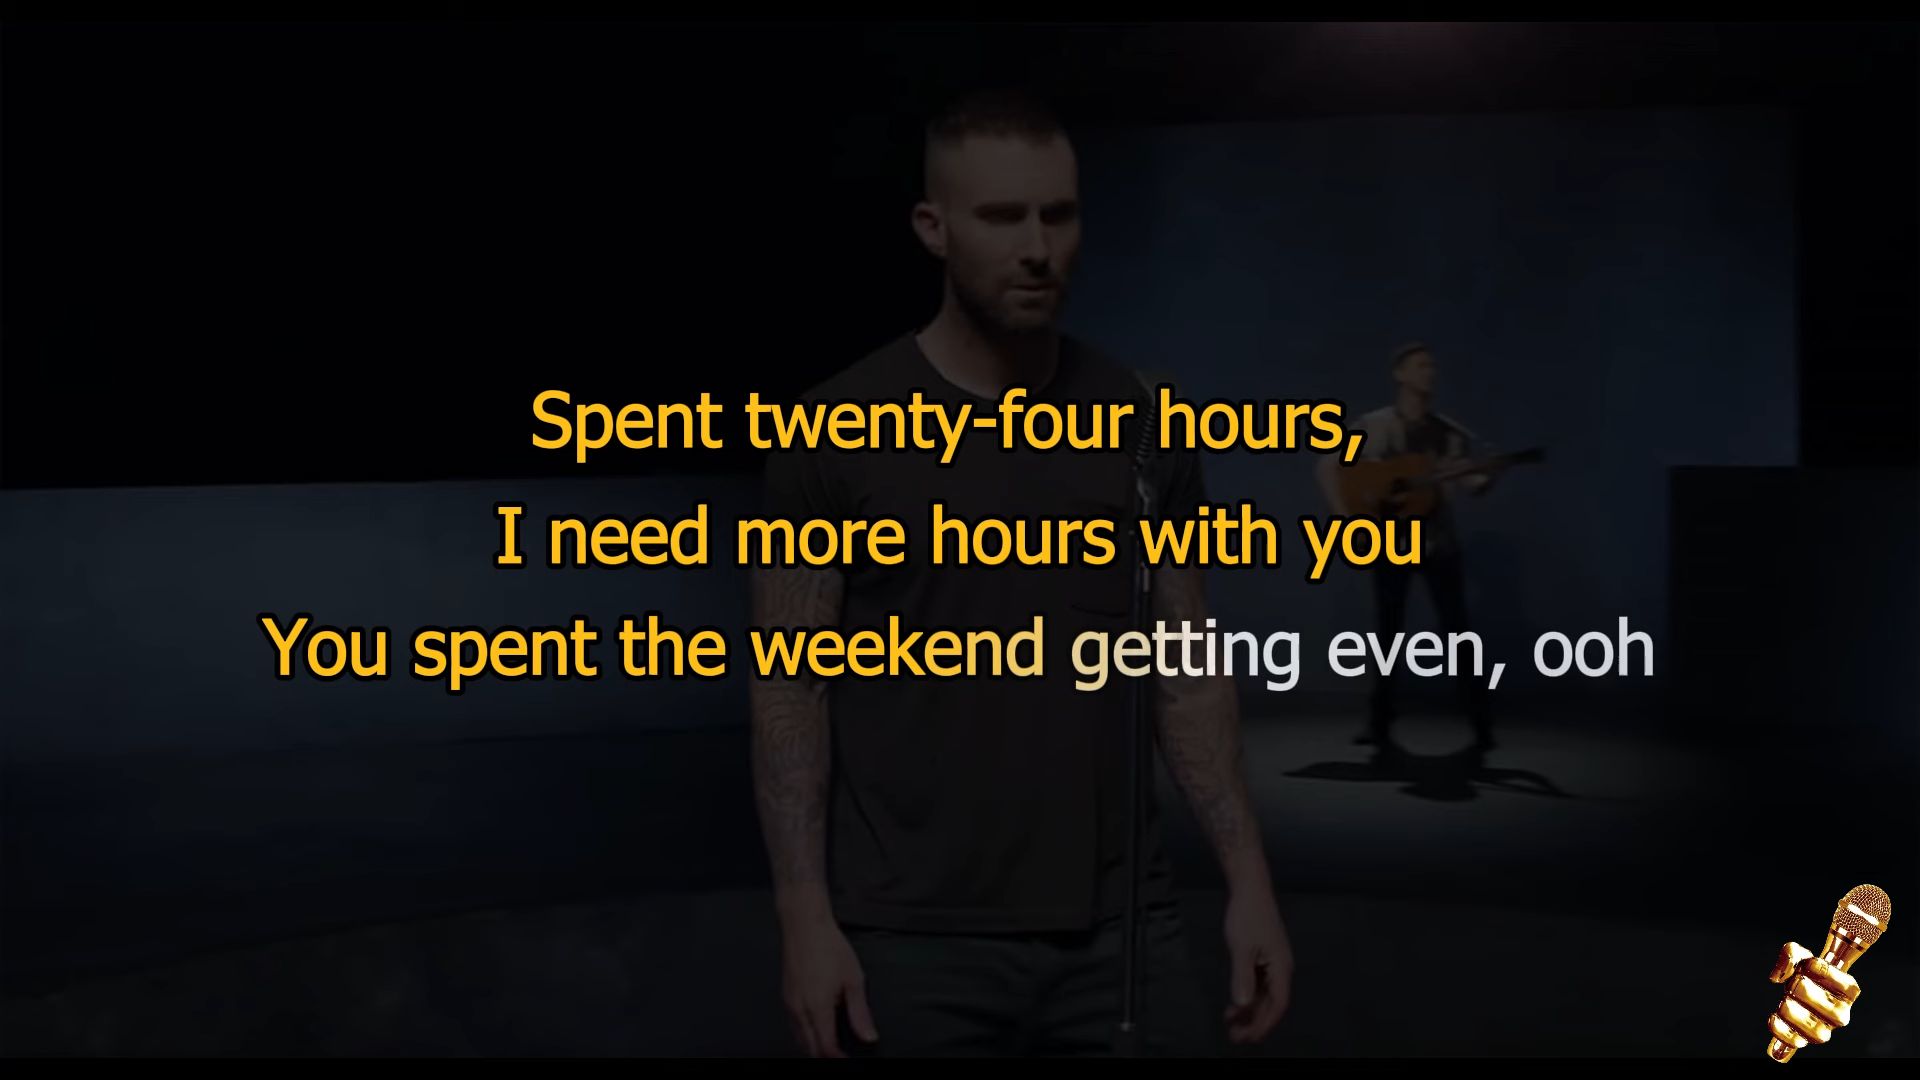 Spent twenty-four hours,
I need more hours with you
You spent the weekend getting even, ooh